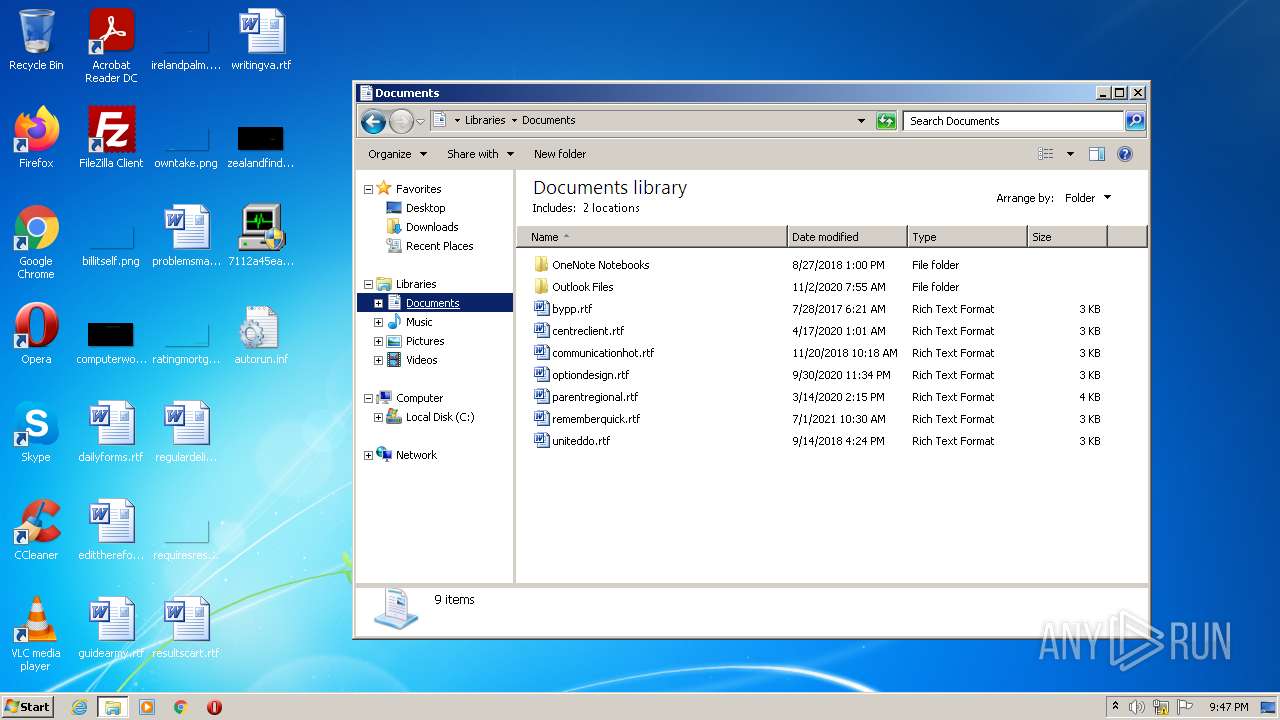 Recycle Bin
Acrobat
Reader DC
irelandpalm....
writingva.rtf
Firefox
FileZilla Client
owntake.png
zealandfind...
Google
Chrome
billitself.png
problemsma...
7112a45ea...
Opera
computerwo...
ratingmortg...
autorun.inf
Skype
dailyforms.rtf
regulardeli...
CCleaner
edittherefo...
requiresres...
VLC media
player
guidearmy.rtf
resultscart.rtf
Documents
Libraries
Documents
Search Documents
Organize
Share with
New folder
Favorites
Desktop
Downloads
Recent Places
Libraries
Documents
Music
Pictures
Videos
Computer
Local Disk (C:)
Network
Documents library
Includes: 2 locations
Arrange by: Folder
Name Date modified Type Size
OneNote Notebooks 8/27/2018 1:00 PM File folder
Outlook Files 11/2/2020 7:55 AM File folder
bypp.rtf 7/28/2017 6:21 AM Rich Text Format 3 KB
centreclient.rtf 4/17/2020 1:01 AM Rich Text Format 3 KB
communicationhot.rtf 11/20/2016 10:18 AM Rich Text Format 3 KB
optiondesign.rtf 9/30/2020 11:34 PM Rich Text Format 3 KB
parentregional.rtf 3/14/2020 2:15 PM Rich Text Format 4 KB
rememberquick.rtf 7/1/2021 10:30 AM Rich Text Format 3 KB
uniteddo.rtf 9/14/2018 4:24 PM Rich Text Format 3 KB
9 items
ANY RUN
Start
9:47 PM